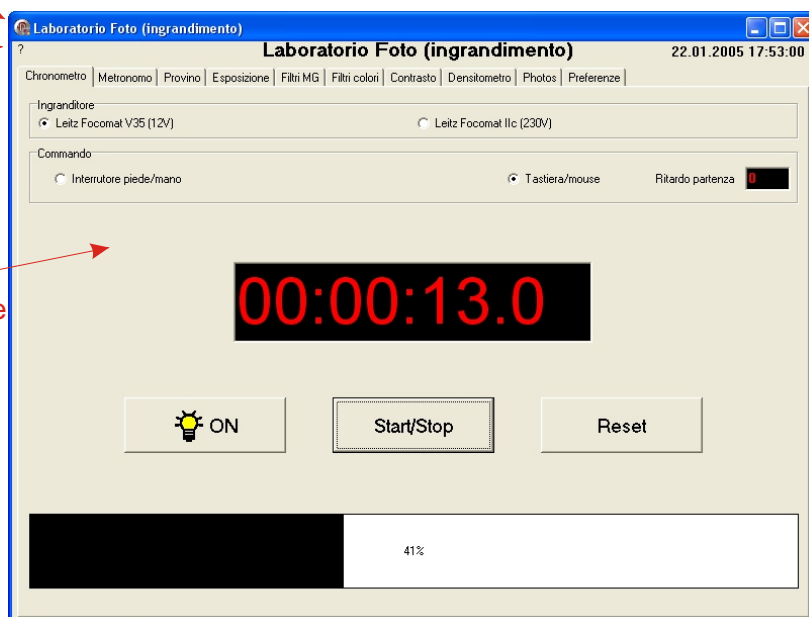 Laboratorio Foto (ingrandimento)
?
Laboratorio Foto (ingrandimento)
22.01.2005 17:53:00
Chronometro Metronomo Provino Esposizione Filtri MG Filtri colori Contrasto Densitometro Photos Preferenze
Ingranditore
Leitz Focomat V35 (12V) Leitz Focomat IIc (230V)
Commando
Interrutore piede/mano Tastiera/mouse Ritardo partenza 0
00:00:13.0
e
ON Start/Stop Reset
41%